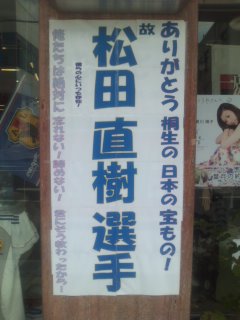 ありがとう 桐生の 日本の宝もの!
故
松田 直樹 選手
俺たちは絶対に 忘れない! 諦めない!